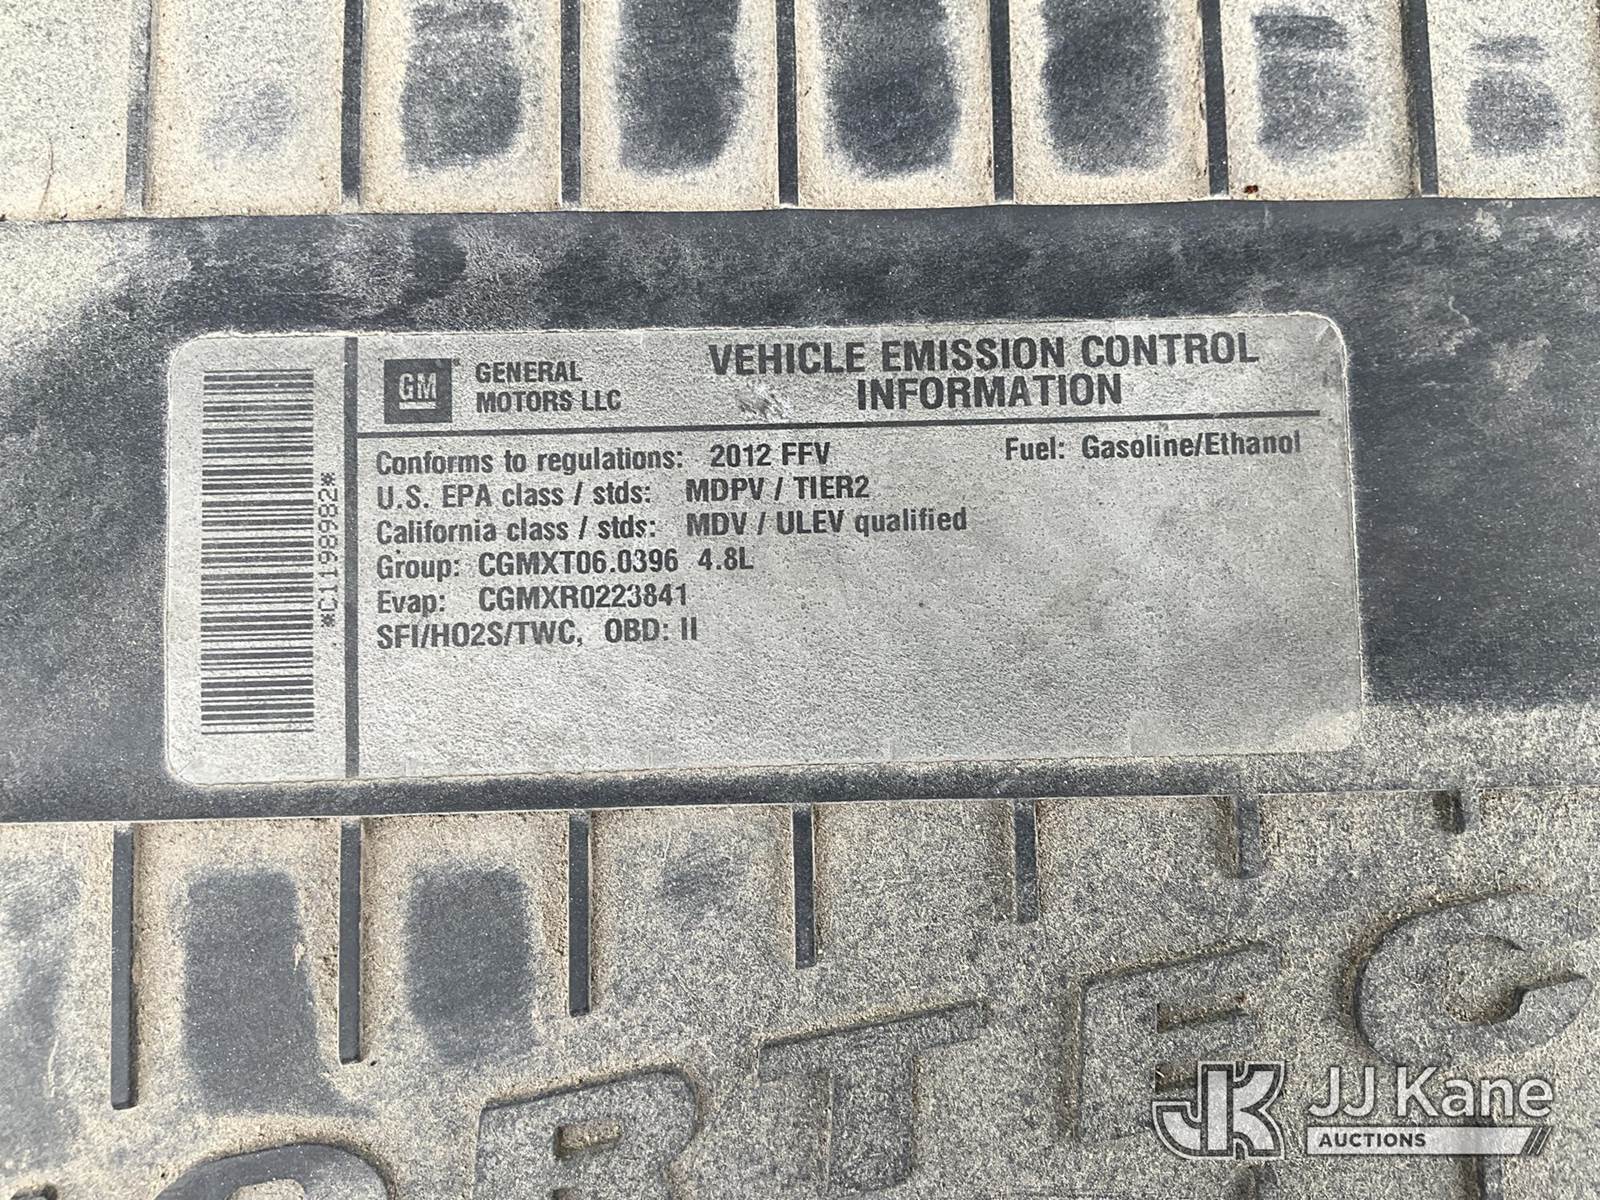 GM
GENERAL
MOTORS LLC
VEHICLE EMISSION CONTROL
INFORMATION
*C1198982*
Conforms to regulations: 2012 FFV
Fuel: Gasoline/Ethanol
U.S. EPA class / stds: MDPV / TIER2
California class / stds: MDV / ULEV qualified
Group: CGMXT06.0396 4.8L
Evap: CGMXR0223841
SFI/HO2S/TWC, OBD: II
ORTEC
JK
JJ Kane
AUCTIONS